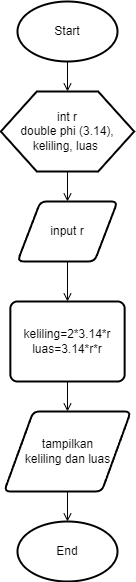 Start
int r
double phi (3.14),
keliling, luas
input r
keliling=2*3.14*r
luas=3.14*r*r
tampilkan
keliling dan luas
End